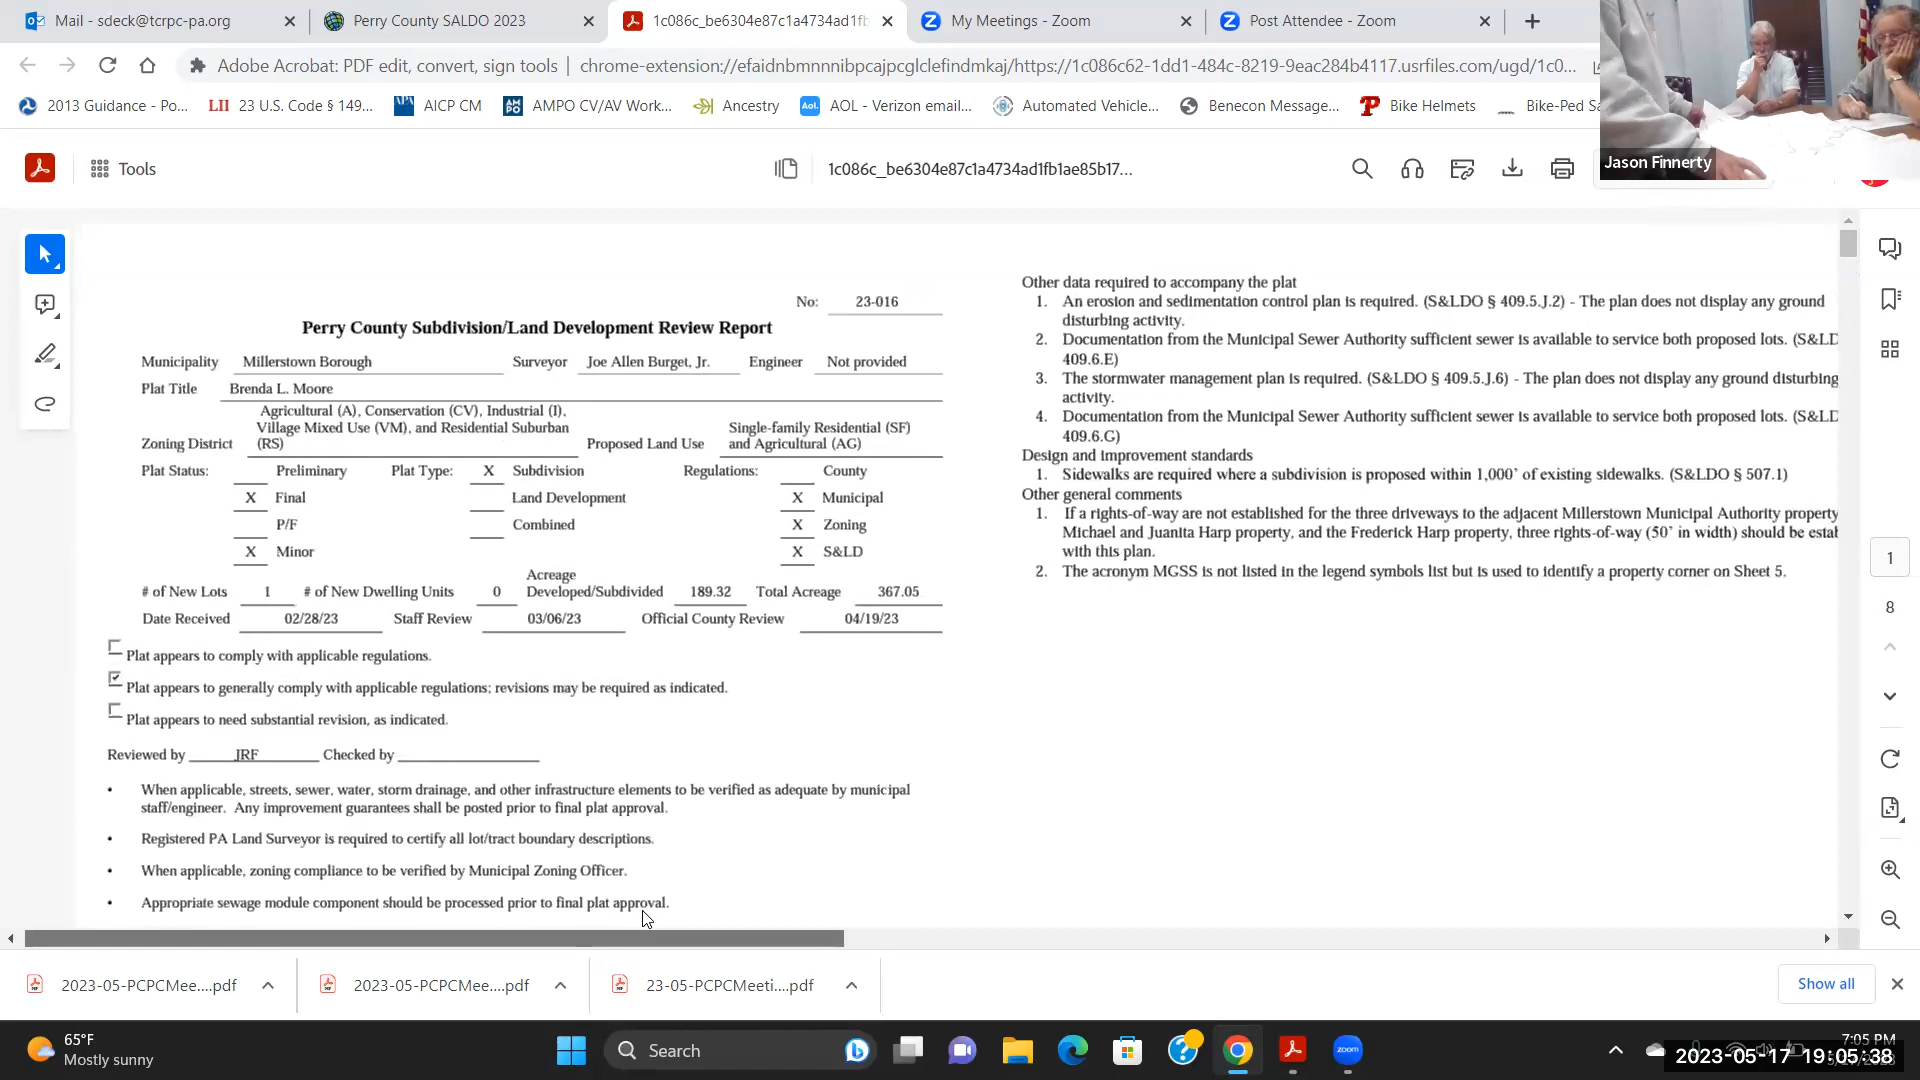 Mail - sdeck@tcrpc-pa.org
Perry County SALDO 2023
1c086c_be6304e87c1a4734ad1fb
My Meetings - Zoom
Post Attendee - Zoom
Adobe Acrobat: PDF edit, convert, sign tools
chrome-extension://efaidnbmnnnibpcajpcglclefindmkaj/https://1c086c62-1dd1-484c-8219-9eac284b4117.usrfiles.com/ugd/1c0...
2013 Guidance - Po...
23 U.S. Code § 149...
AICP CM
AMPO CV/AV Work...
Ancestry
AOL - Verizon email...
Automated Vehicle...
Benecon Message...
Bike Helmets
Bike-Ped Sa
Jason Finnerty
Tools
1c086c_be6304e87c1a4734ad1fb1ae85b17...
No: 23-016
Perry County Subdivision/Land Development Review Report
Municipality Millerstown Borough Surveyor Joe Allen Burget, Jr. Engineer Not provided
Plat Title Brenda L. Moore
Agricultural (A), Conservation (CV), Industrial (I),
Village Mixed Use (VM), and Residential Suburban Single-family Residential (SF)
Zoning District (RS) Proposed Land Use and Agricultural (AG)
Plat Status: Preliminary Plat Type: X Subdivision Regulations: County
X Final Land Development X Municipal
P/F Combined X Zoning
X Minor X S&LD
Acreage
# of New Lots 1 # of New Dwelling Units 0 Developed/Subdivided 189.32 Total Acreage 367.05
Date Received 02/28/23 Staff Review 03/06/23 Official County Review 04/19/23
Plat appears to comply with applicable regulations.
Plat appears to generally comply with applicable regulations; revisions may be required as indicated.
Plat appears to need substantial revision, as indicated.
Reviewed by JRF Checked by
• When applicable, streets, sewer, water, storm drainage, and other infrastructure elements to be verified as adequate by municipal
staff/engineer. Any improvement guarantees shall be posted prior to final plat approval.
• Registered PA Land Surveyor is required to certify all lot/tract boundary descriptions.
• When applicable, zoning compliance to be verified by Municipal Zoning Officer.
• Appropriate sewage module component should be processed prior to final plat approval.
Other data required to accompany the plat
1. An erosion and sedimentation control plan is required. (S&LDO § 409.5.J.2) - The plan does not display any ground
disturbing activity.
2. Documentation from the Municipal Sewer Authority sufficient sewer is available to service both proposed lots. (S&LD
409.6.E)
3. The stormwater management plan is required. (S&LDO § 409.5.J.6) - The plan does not display any ground disturbing
activity.
4. Documentation from the Municipal Sewer Authority sufficient sewer is available to service both proposed lots. (S&LD
409.6.G)
Design and improvement standards
1. Sidewalks are required where a subdivision is proposed within 1,000’ of existing sidewalks. (S&LDO § 507.1)
Other general comments
1. If a rights-of-way are not established for the three driveways to the adjacent Millerstown Municipal Authority property
Michael and Juanita Harp property, and the Frederick Harp property, three rights-of-way (50’ in width) should be estab
with this plan.
2. The acronym MGSS is not listed in the legend symbols list but is used to identify a property corner on Sheet 5.
1
8
2023-05-PCPCMee....pdf
2023-05-PCPCMee....pdf
23-05-PCPCMeeti....pdf
Show all
65°F
Mostly sunny
Search
zoom
7:05 PM
2023-05-17 19:05:38